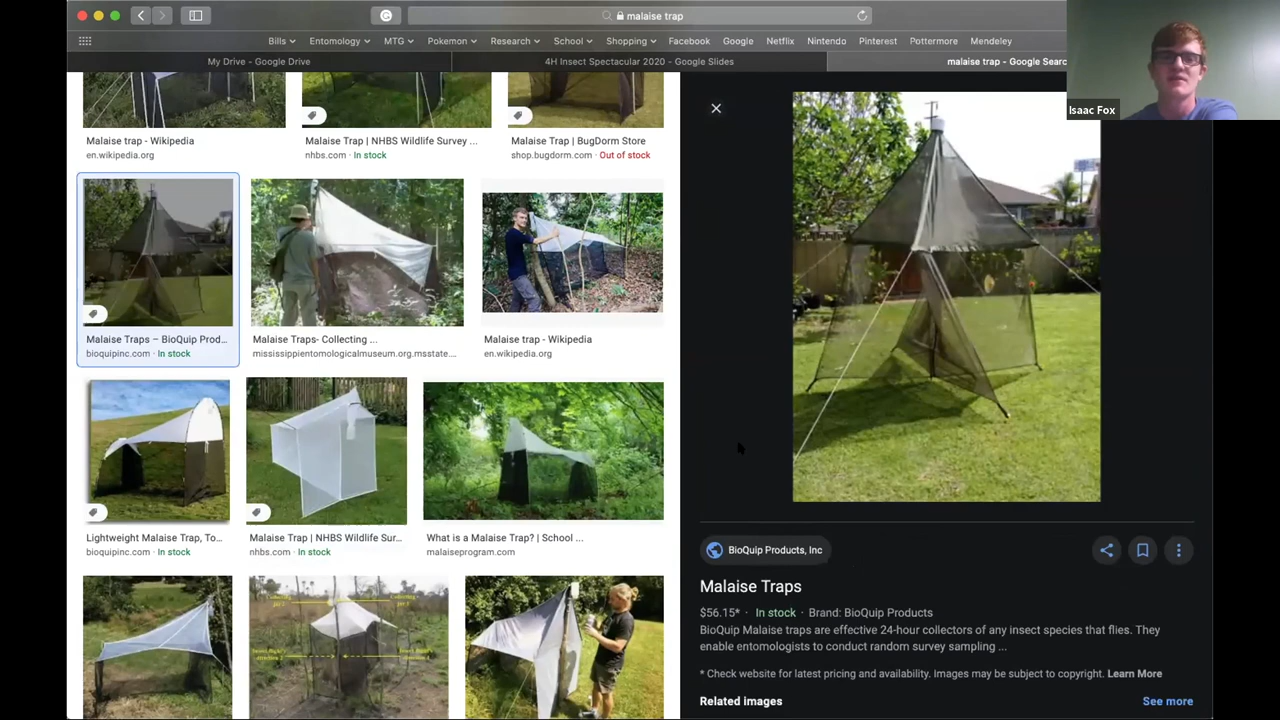 malaise trap
Isaac Fox
Bills Entomology MTG Pokemon Research School Shopping Facebook Google Netflix Nintendo Pinterest Pottermore Mendeley
My Drive - Google Drive 4H Insect Spectacular 2020 - Google Slides malaise trap - Google Searc
Malaise trap - Wikipedia
en.wikipedia.org
Malaise Trap | NHBS Wildlife Survey ...
nhbs.com · In stock
Malaise Trap | BugDorm Store
shop.bugdorm.com · Out of stock
Malaise Traps – BioQuip Prod...
bioquipinc.com · In stock
Malaise Traps- Collecting ...
mississippientomologicalmuseum.org.msstate....
Malaise trap - Wikipedia
en.wikipedia.org
Lightweight Malaise Trap, To...
bioquipinc.com · In stock
Malaise Trap | NHBS Wildlife Sur...
nhbs.com · In stock
What is a Malaise Trap? | School ...
malaiseprogram.com
BioQuip Products, Inc
Malaise Traps
$56.15* · In stock · Brand: BioQuip Products
BioQuip Malaise traps are effective 24-hour collectors of any insect species that flies. They
enable entomologists to conduct random survey sampling ...
* Check website for latest pricing and availability. Images may be subject to copyright. Learn More
Related images
See more